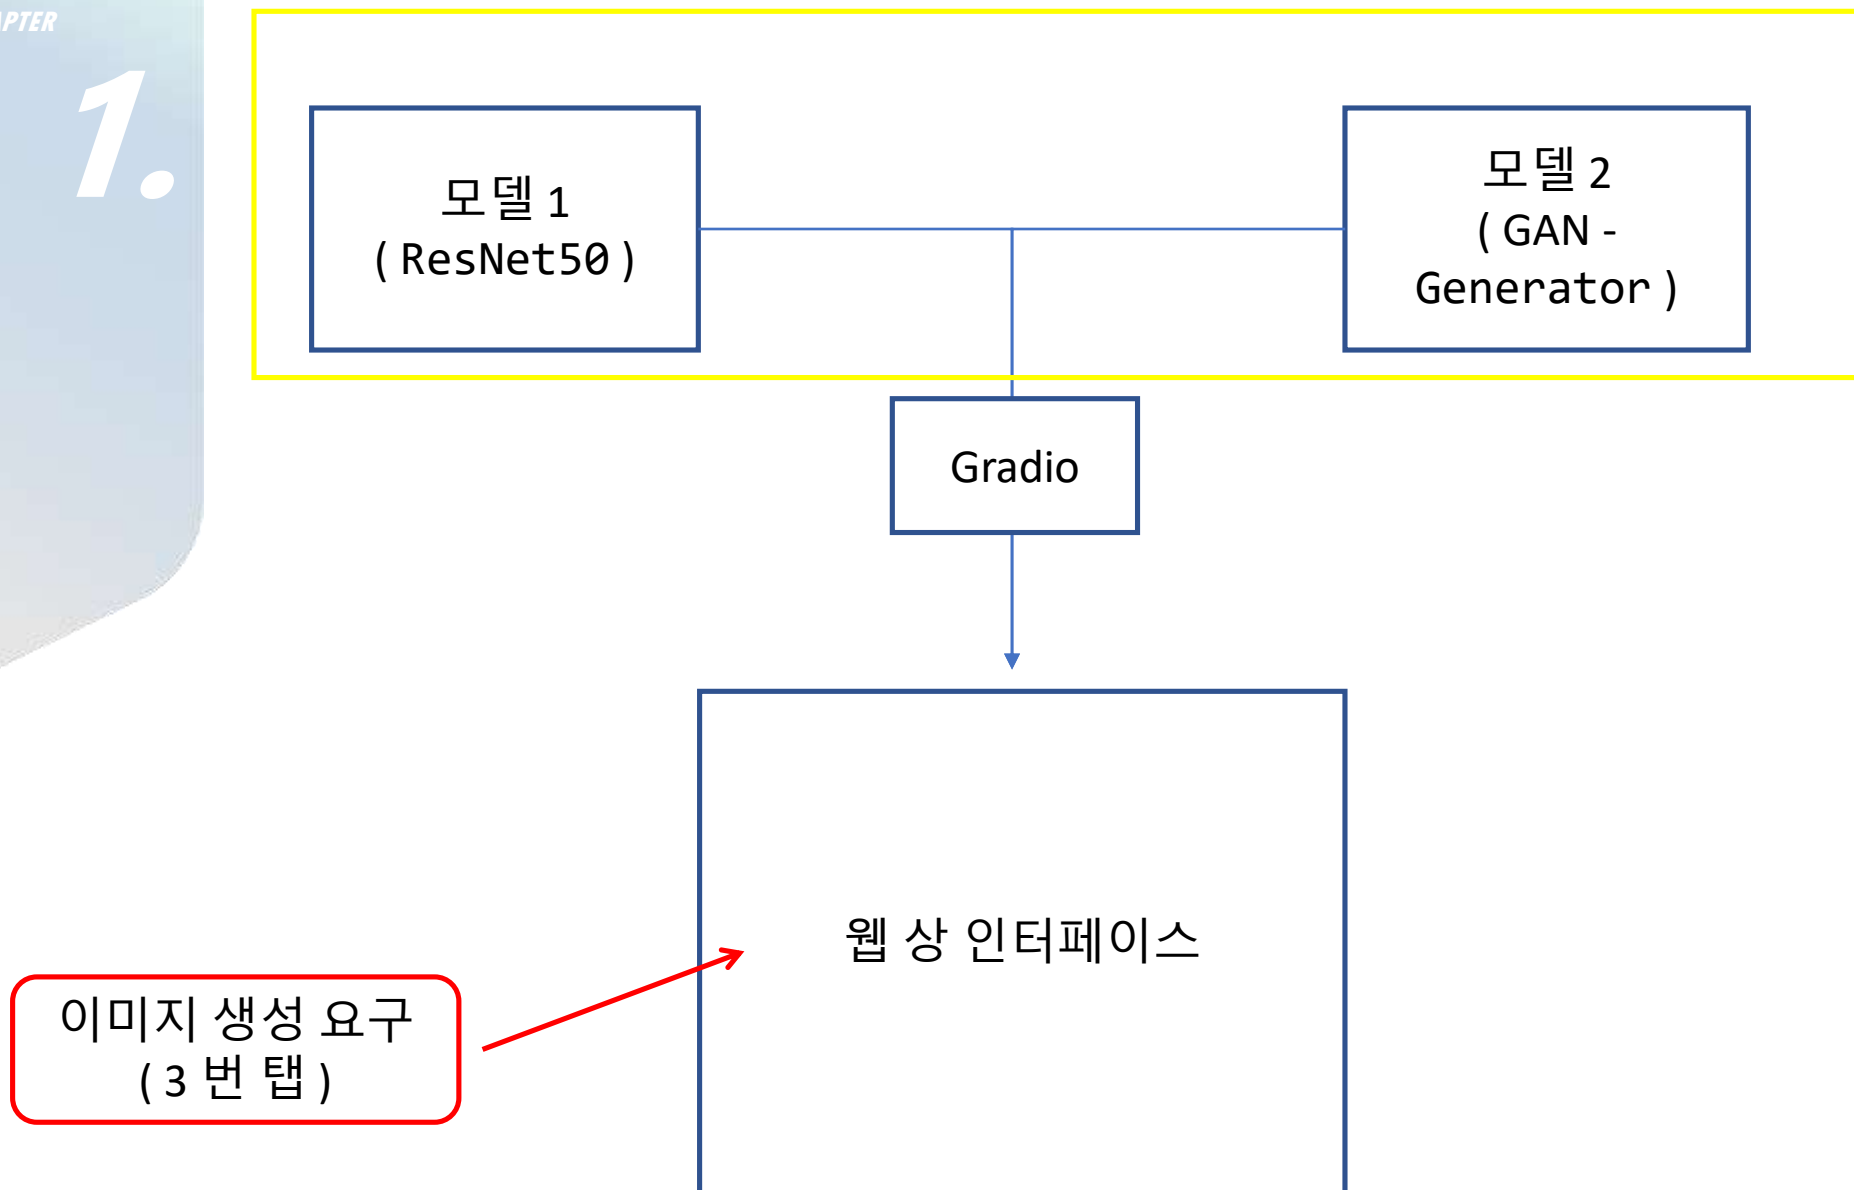 1.
모델 1
( ResNet50 )
모델 2
( GAN -
Generator )
Gradio
웹 상 인터페이스
이미지 생성 요구
( 3 번 탭 )